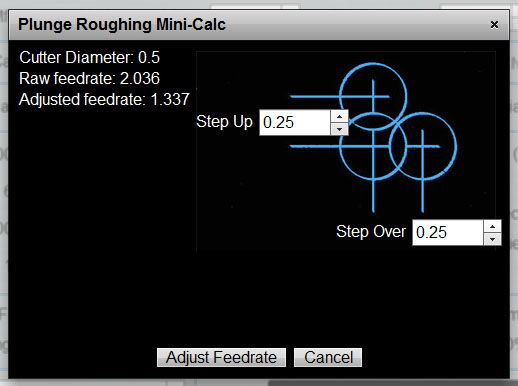 Plunge Roughing Mini-Calc
Cutter Diameter: 0.5
Raw feedrate: 2.036
Adjusted feedrate: 1.337
Step Up 0.25
Step Over 0.25
Adjust Feedrate Cancel